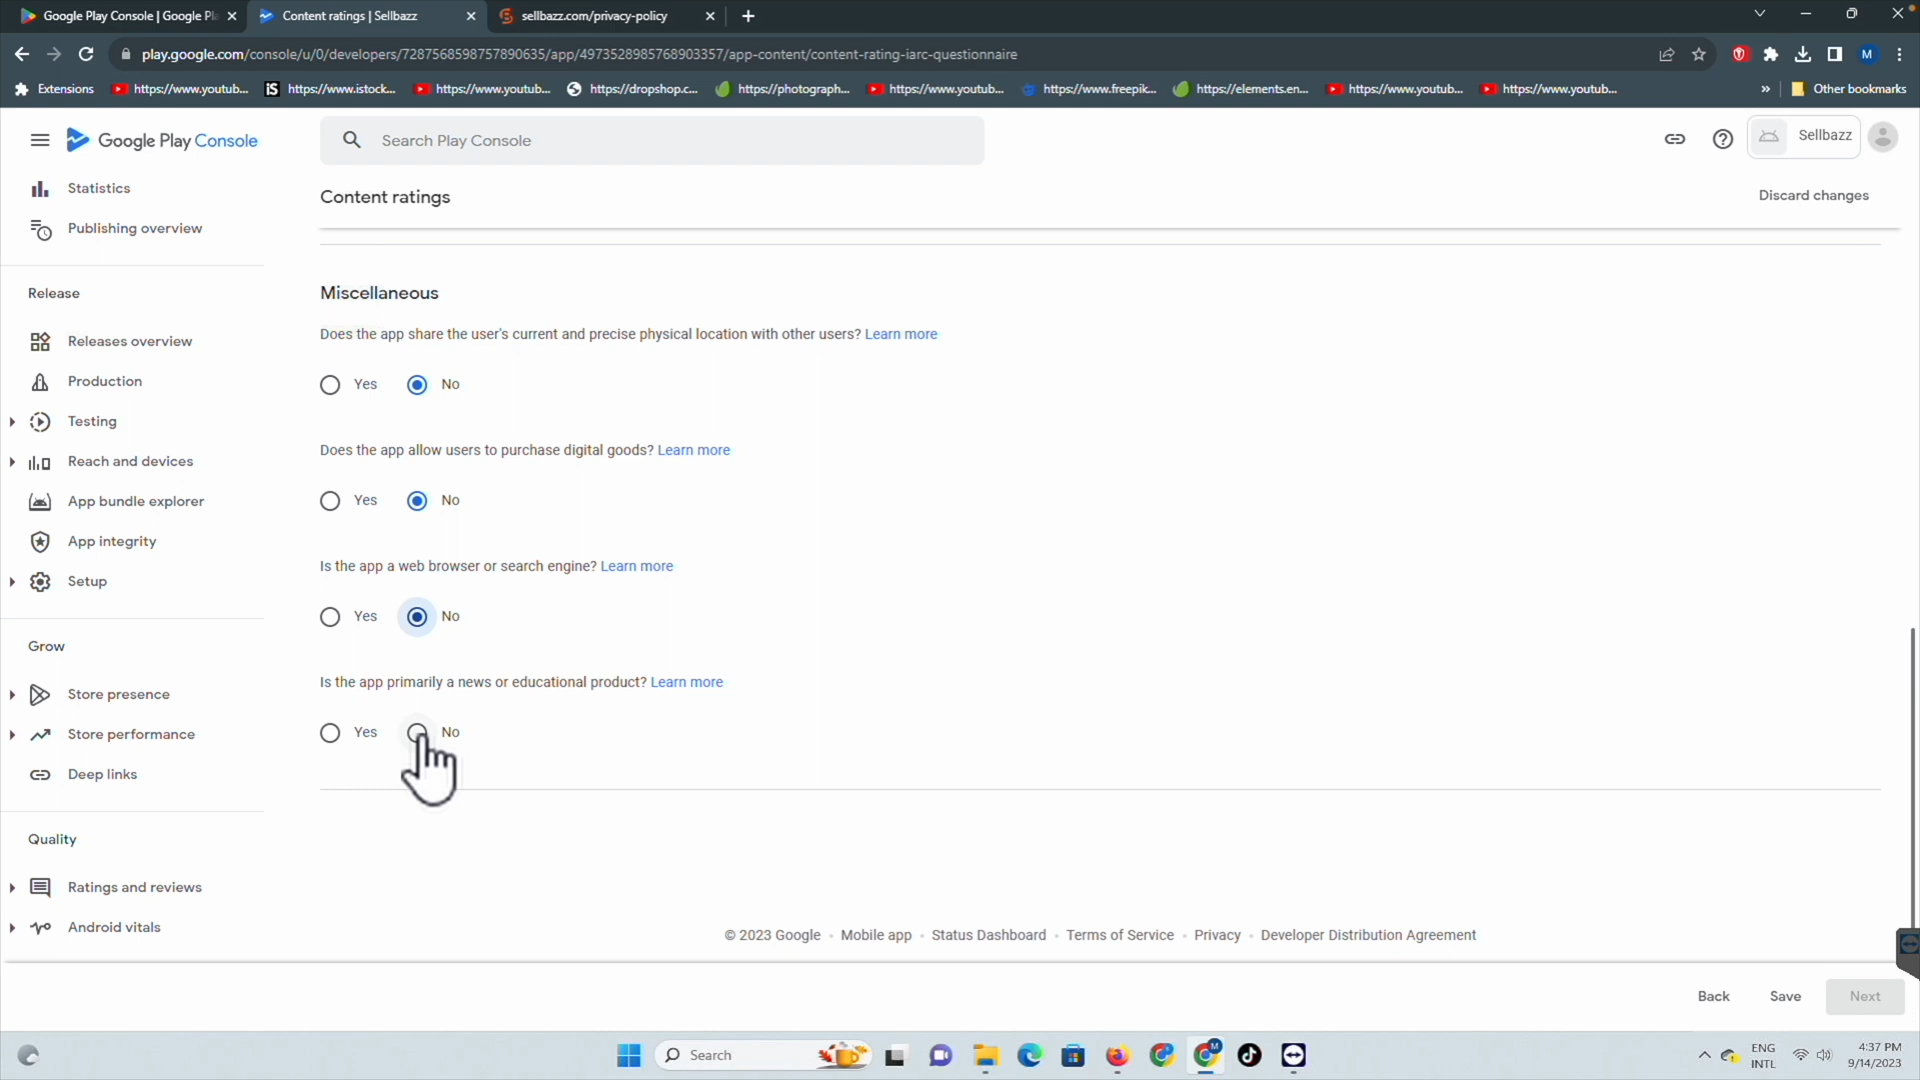 Google Play Console | Google Pla
Content ratings | Sellbazz
sellbazz.com/privacy-policy
play.google.com/console/u/0/developers/7287568598757890635/app/4973528985768903357/app-content/content-rating-iarc-questionnaire
M
Extensions
https://www.youtub...
iS
https://www.istock...
https://www.youtub...
https://dropshop.c...
https://photograph...
https://www.youtub...
https://www.freepik...
https://elements.en...
https://www.youtub...
https://www.youtub...
»
Other bookmarks
Google Play Console
Search Play Console
Sellbazz
Statistics
Publishing overview
Release
Releases overview
Production
Testing
Reach and devices
App bundle explorer
App integrity
Setup
Grow
Store presence
Store performance
Deep links
Quality
Ratings and reviews
Android vitals
Content ratings
Discard changes
Miscellaneous
Does the app share the user's current and precise physical location with other users? Learn more
Yes No
Does the app allow users to purchase digital goods? Learn more
Yes No
Is the app a web browser or search engine? Learn more
Yes No
Is the app primarily a news or educational product? Learn more
Yes No
© 2023 Google • Mobile app • Status Dashboard • Terms of Service • Privacy • Developer Distribution Agreement
Back Save Next
Search
M
ENG
INTL
4:37 PM
9/14/2023